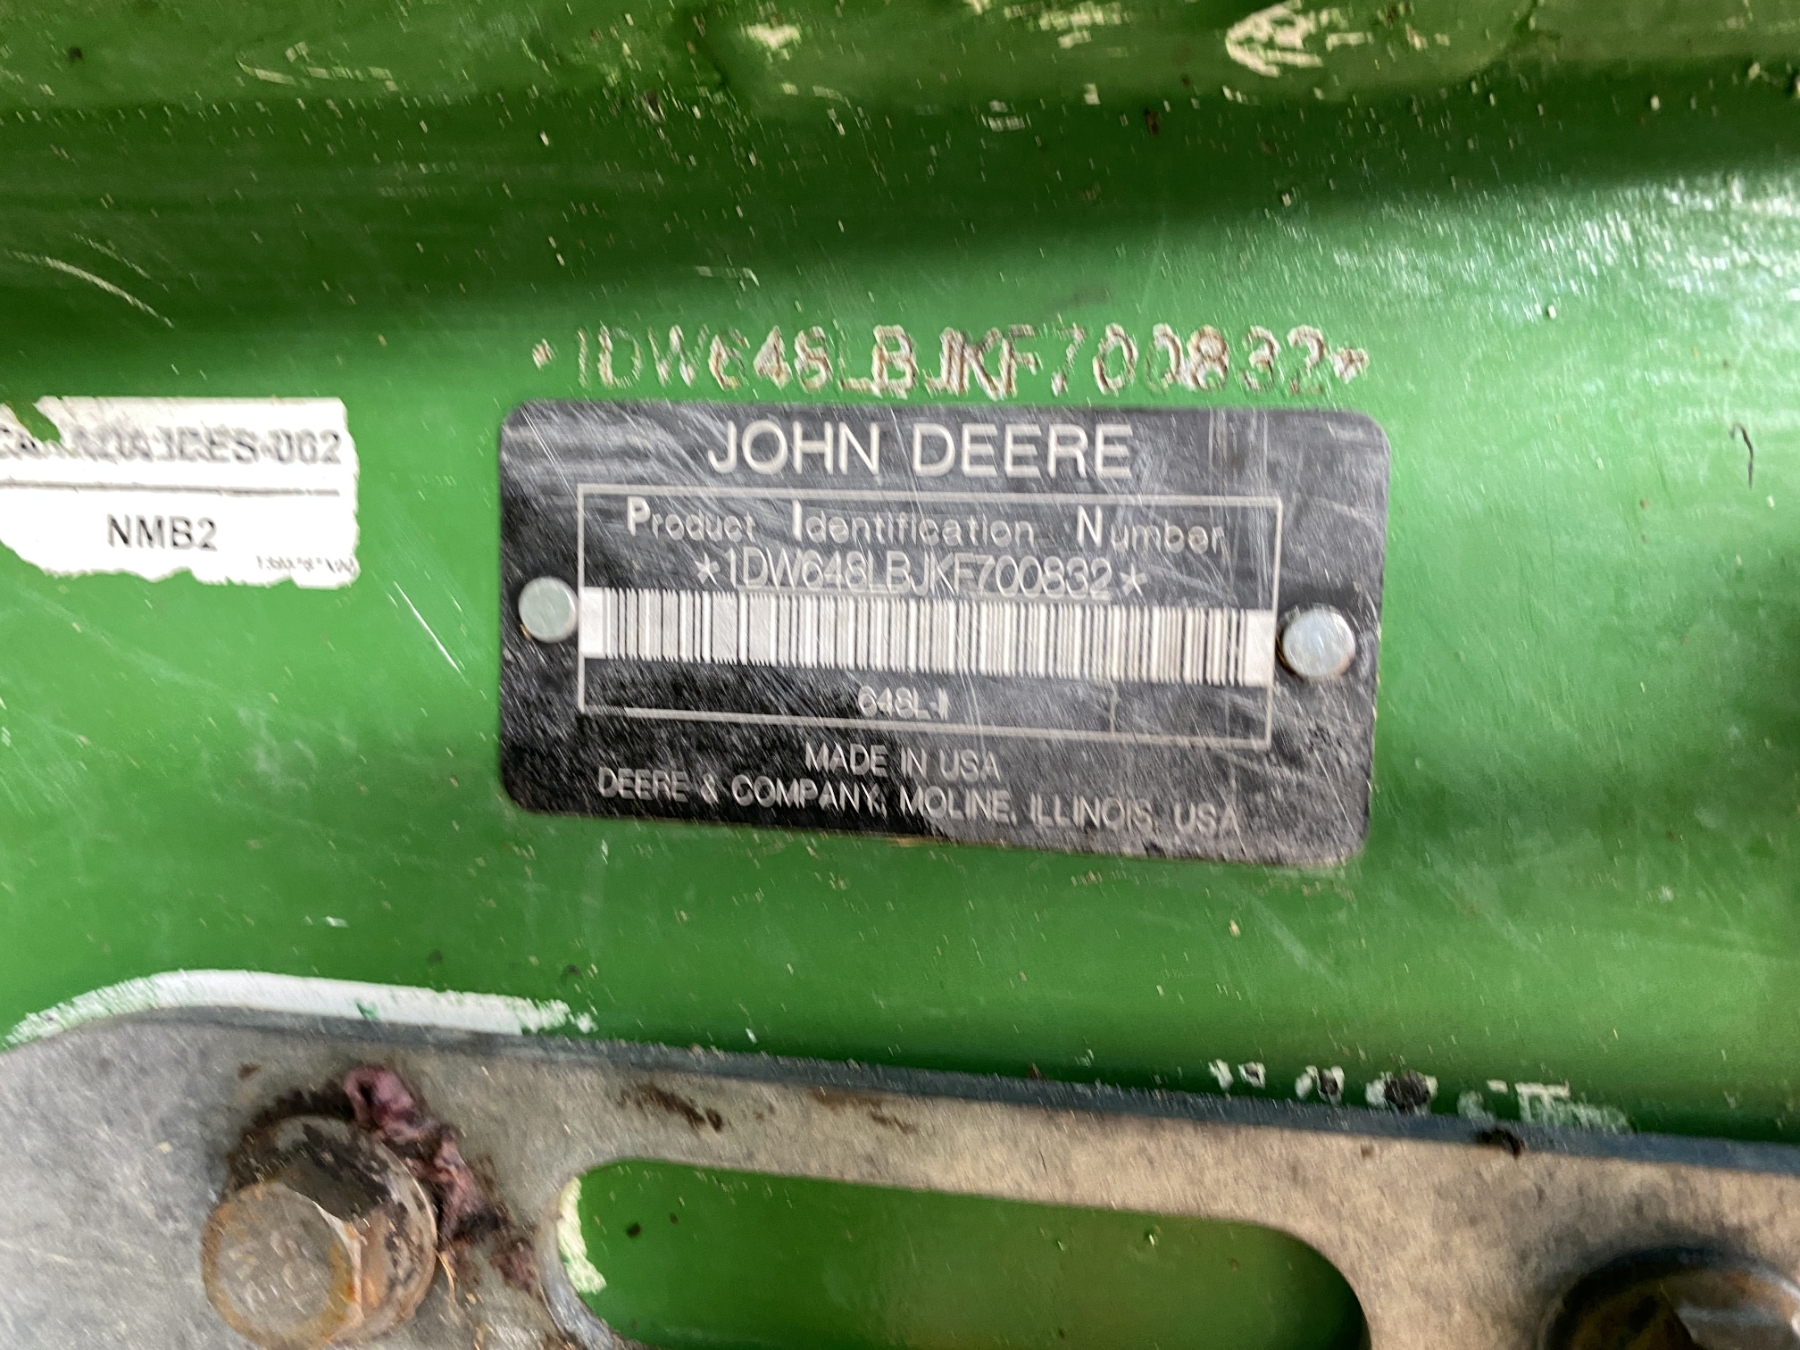 *1DW648LBJKF700832*
JOHN DEERE
Product Identification Number
*1DW648LBJKF700832*
648L-II
MADE IN USA
DEERE & COMPANY, MOLINE, ILLINOIS, USA
NMB2